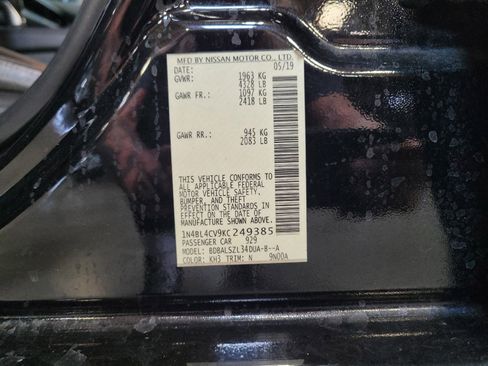 MFD BY NISSAN MOTOR CO., LTD.
DATE: 05/19
GVWR: 1963 KG
4328 LB
GAWR FR.: 1097 KG
2418 LB
GAWR RR.: 945 KG
2083 LB
THIS VEHICLE CONFORMS TO
ALL APPLICABLE FEDERAL
MOTOR VEHICLE SAFETY,
BUMPER, AND THEFT
PREVENTION STANDARDS IN
EFFECT ON THE DATE OF
MANUFACTURE SHOWN ABOVE.
1N4BL4CV9KC249385
PASSENGER CAR 929
MODEL: BDBALSZL34DUA-B--A
COLOR: KH3 TRIM: N 9N00A